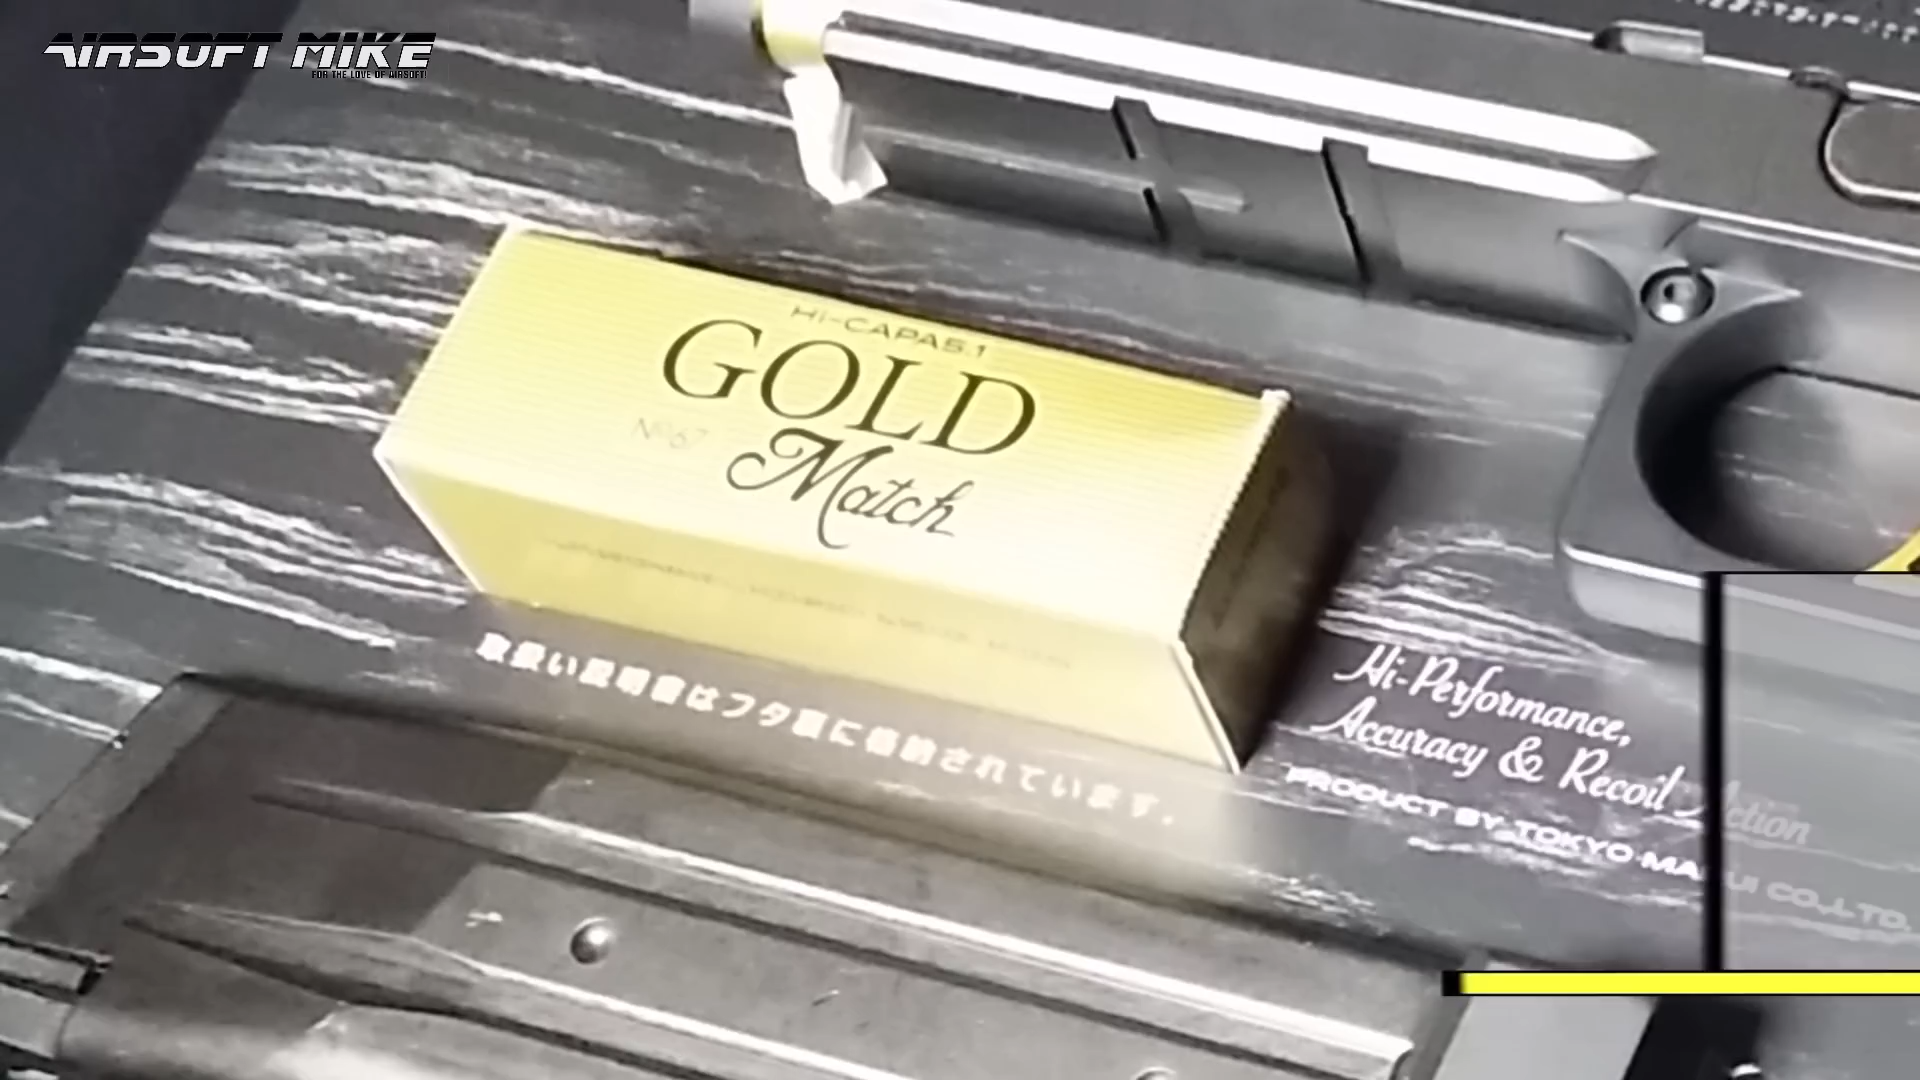 AIRSOFT MIKE
FOR THE LOVE OF AIRSOFT!
Hi-CAPA5.1
GOLD
Match
No 67
取扱い説明書はフタ裏に格納されています.
Hi-Performance,
Accuracy & Recoil Action
PRODUCT BY TOKYO MARUI CO.,LTD.